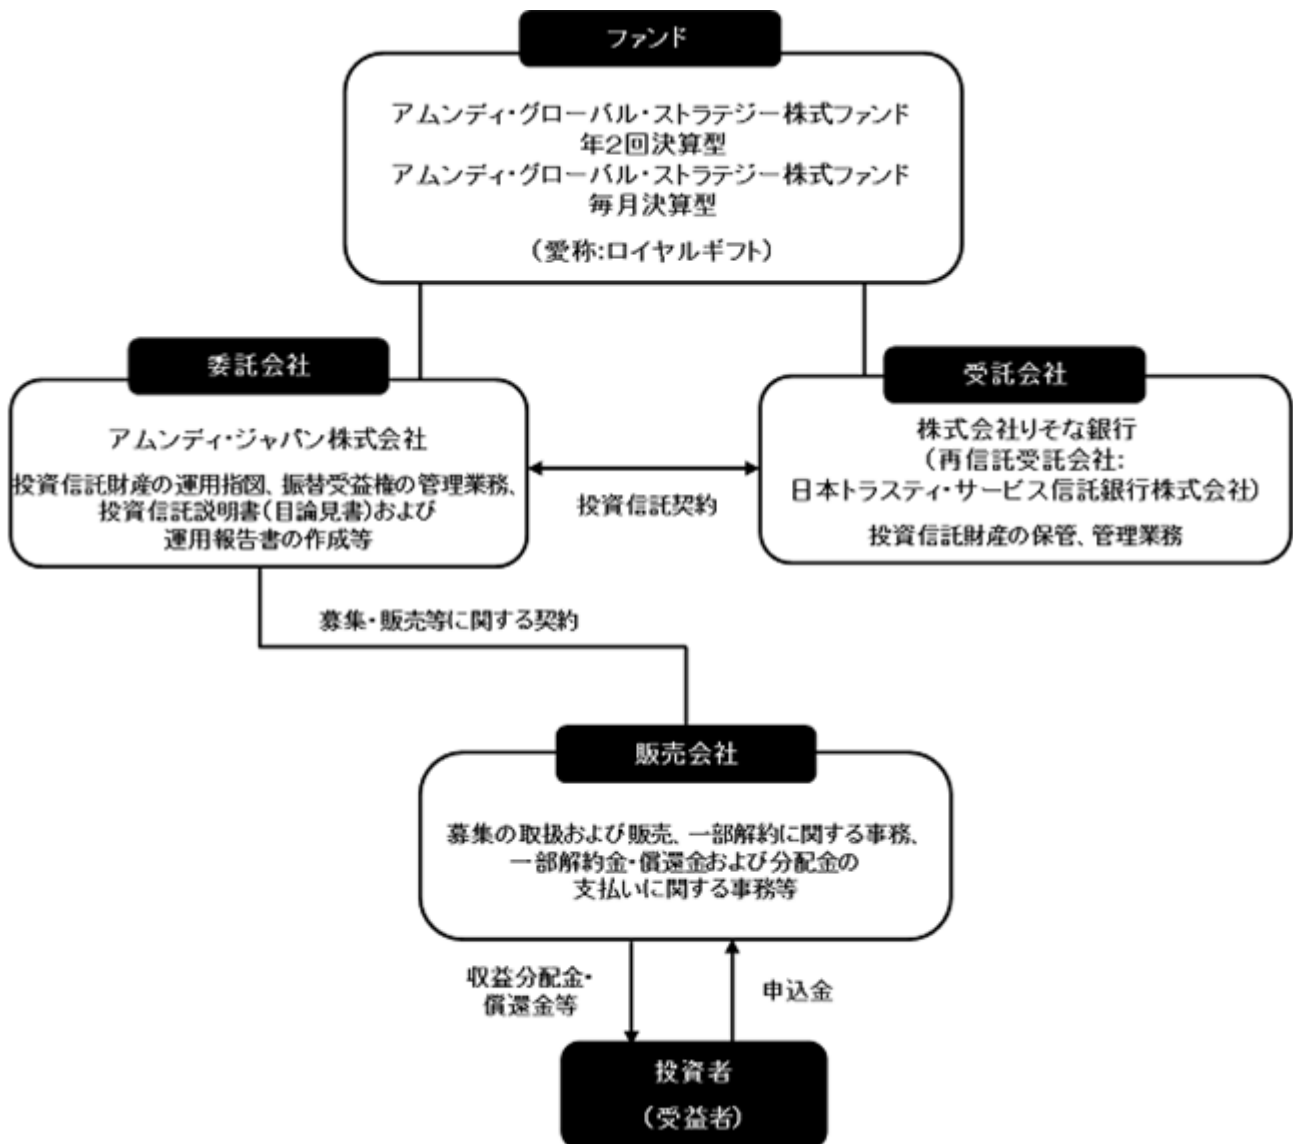 ファンド
アムンディ・グローバル・ストラテジー株式ファンド
年2回決算型
アムンディ・グローバル・ストラテジー株式ファンド
毎月決算型
(愛称:ロイヤルギフト)
委託会社
アムンディ・ジャパン株式会社
投資信託財産の運用指図、振替受益権の管理業務、
投資信託説明書(目論見書)および
運用報告書の作成等
投資信託契約
受託会社
株式会社りそな銀行
(再信託受託会社:
日本トラスティ・サービス信託銀行株式会社)
投資信託財産の保管、管理業務
募集・販売等に関する契約
販売会社
募集の取扱および販売、一部解約に関する事務、
一部解約金・償還金および分配金の
支払いに関する事務等
収益分配金・
償還金等
申込金
投資者
(受益者)